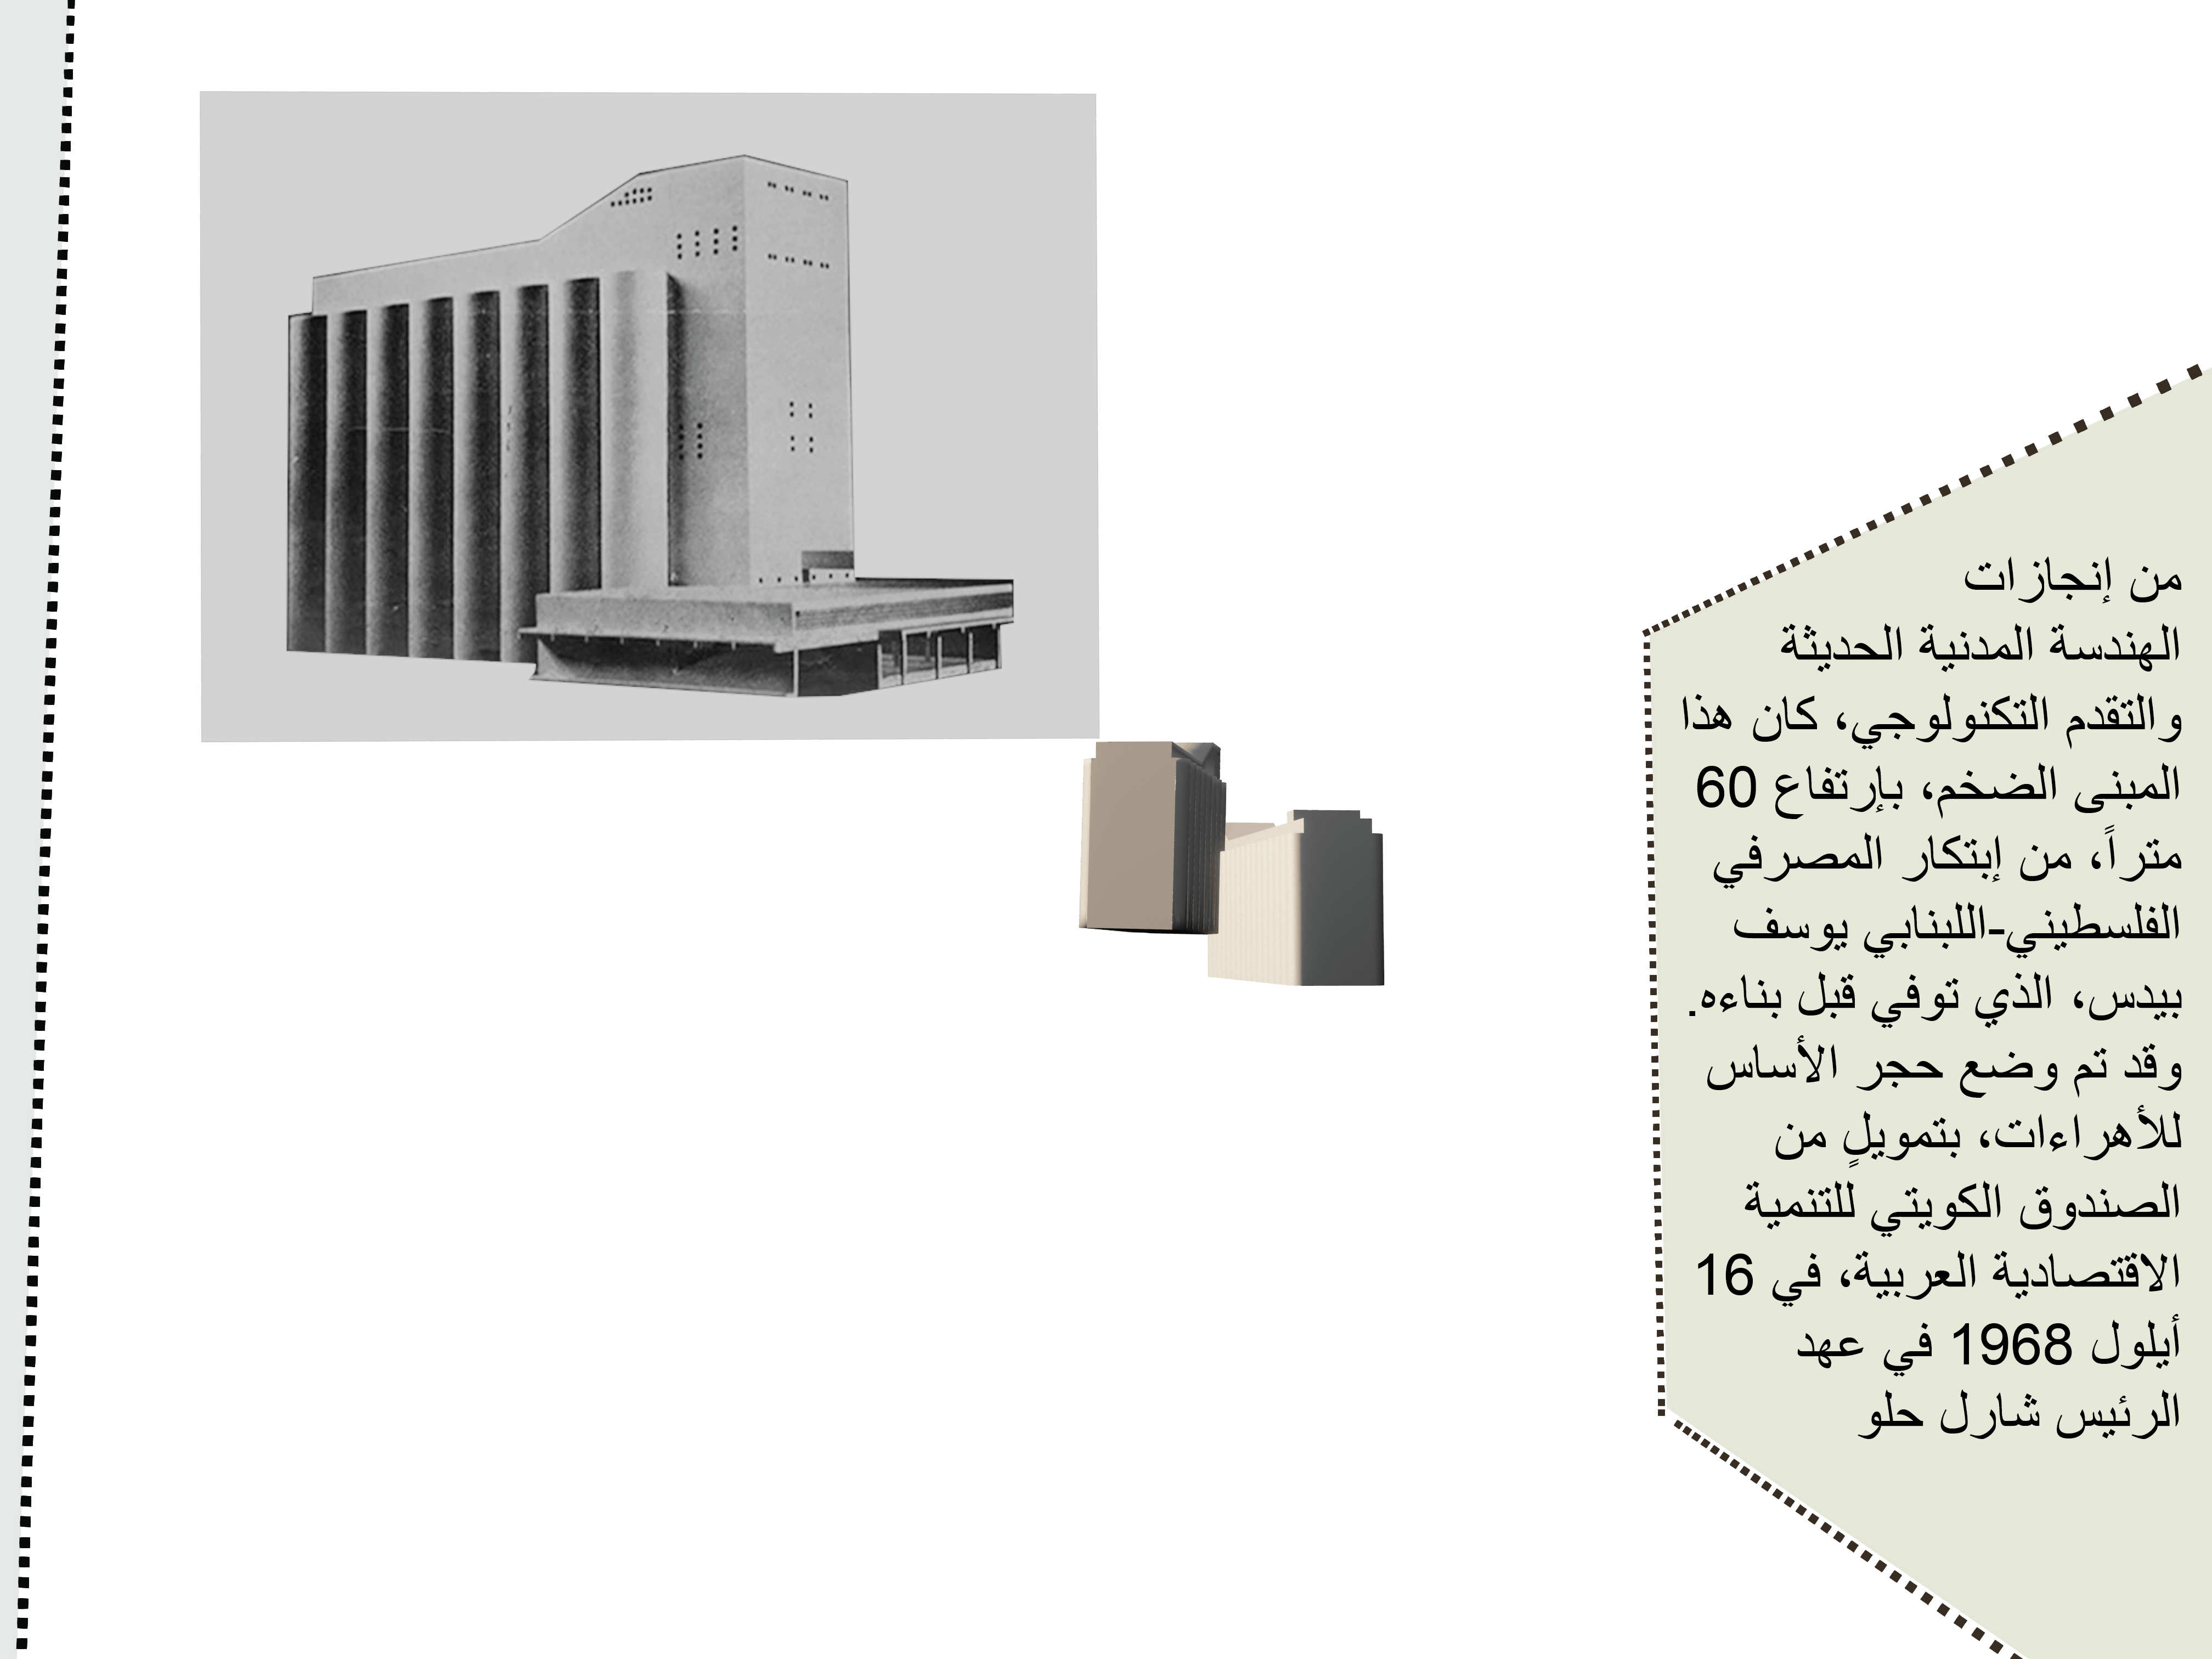 من إنجازات
الهندسة المدنية الحديثة
والتقدم التكنولوجي، كان هذا
المبنى الضخم، بإرتفاع 60
متراً، من إبتكار المصرفي
الفلسطيني-اللبنابي يوسف
بيدس، الذي توفي قبل بناءه.
وقد تم وضع حجر الأساس
للأهراءات، بتمويلٍ من
الصندوق الكويتي للتنمية
الاقتصادية العربية، في 16
أيلول 1968 في عهد
الرئيس شارل حلو